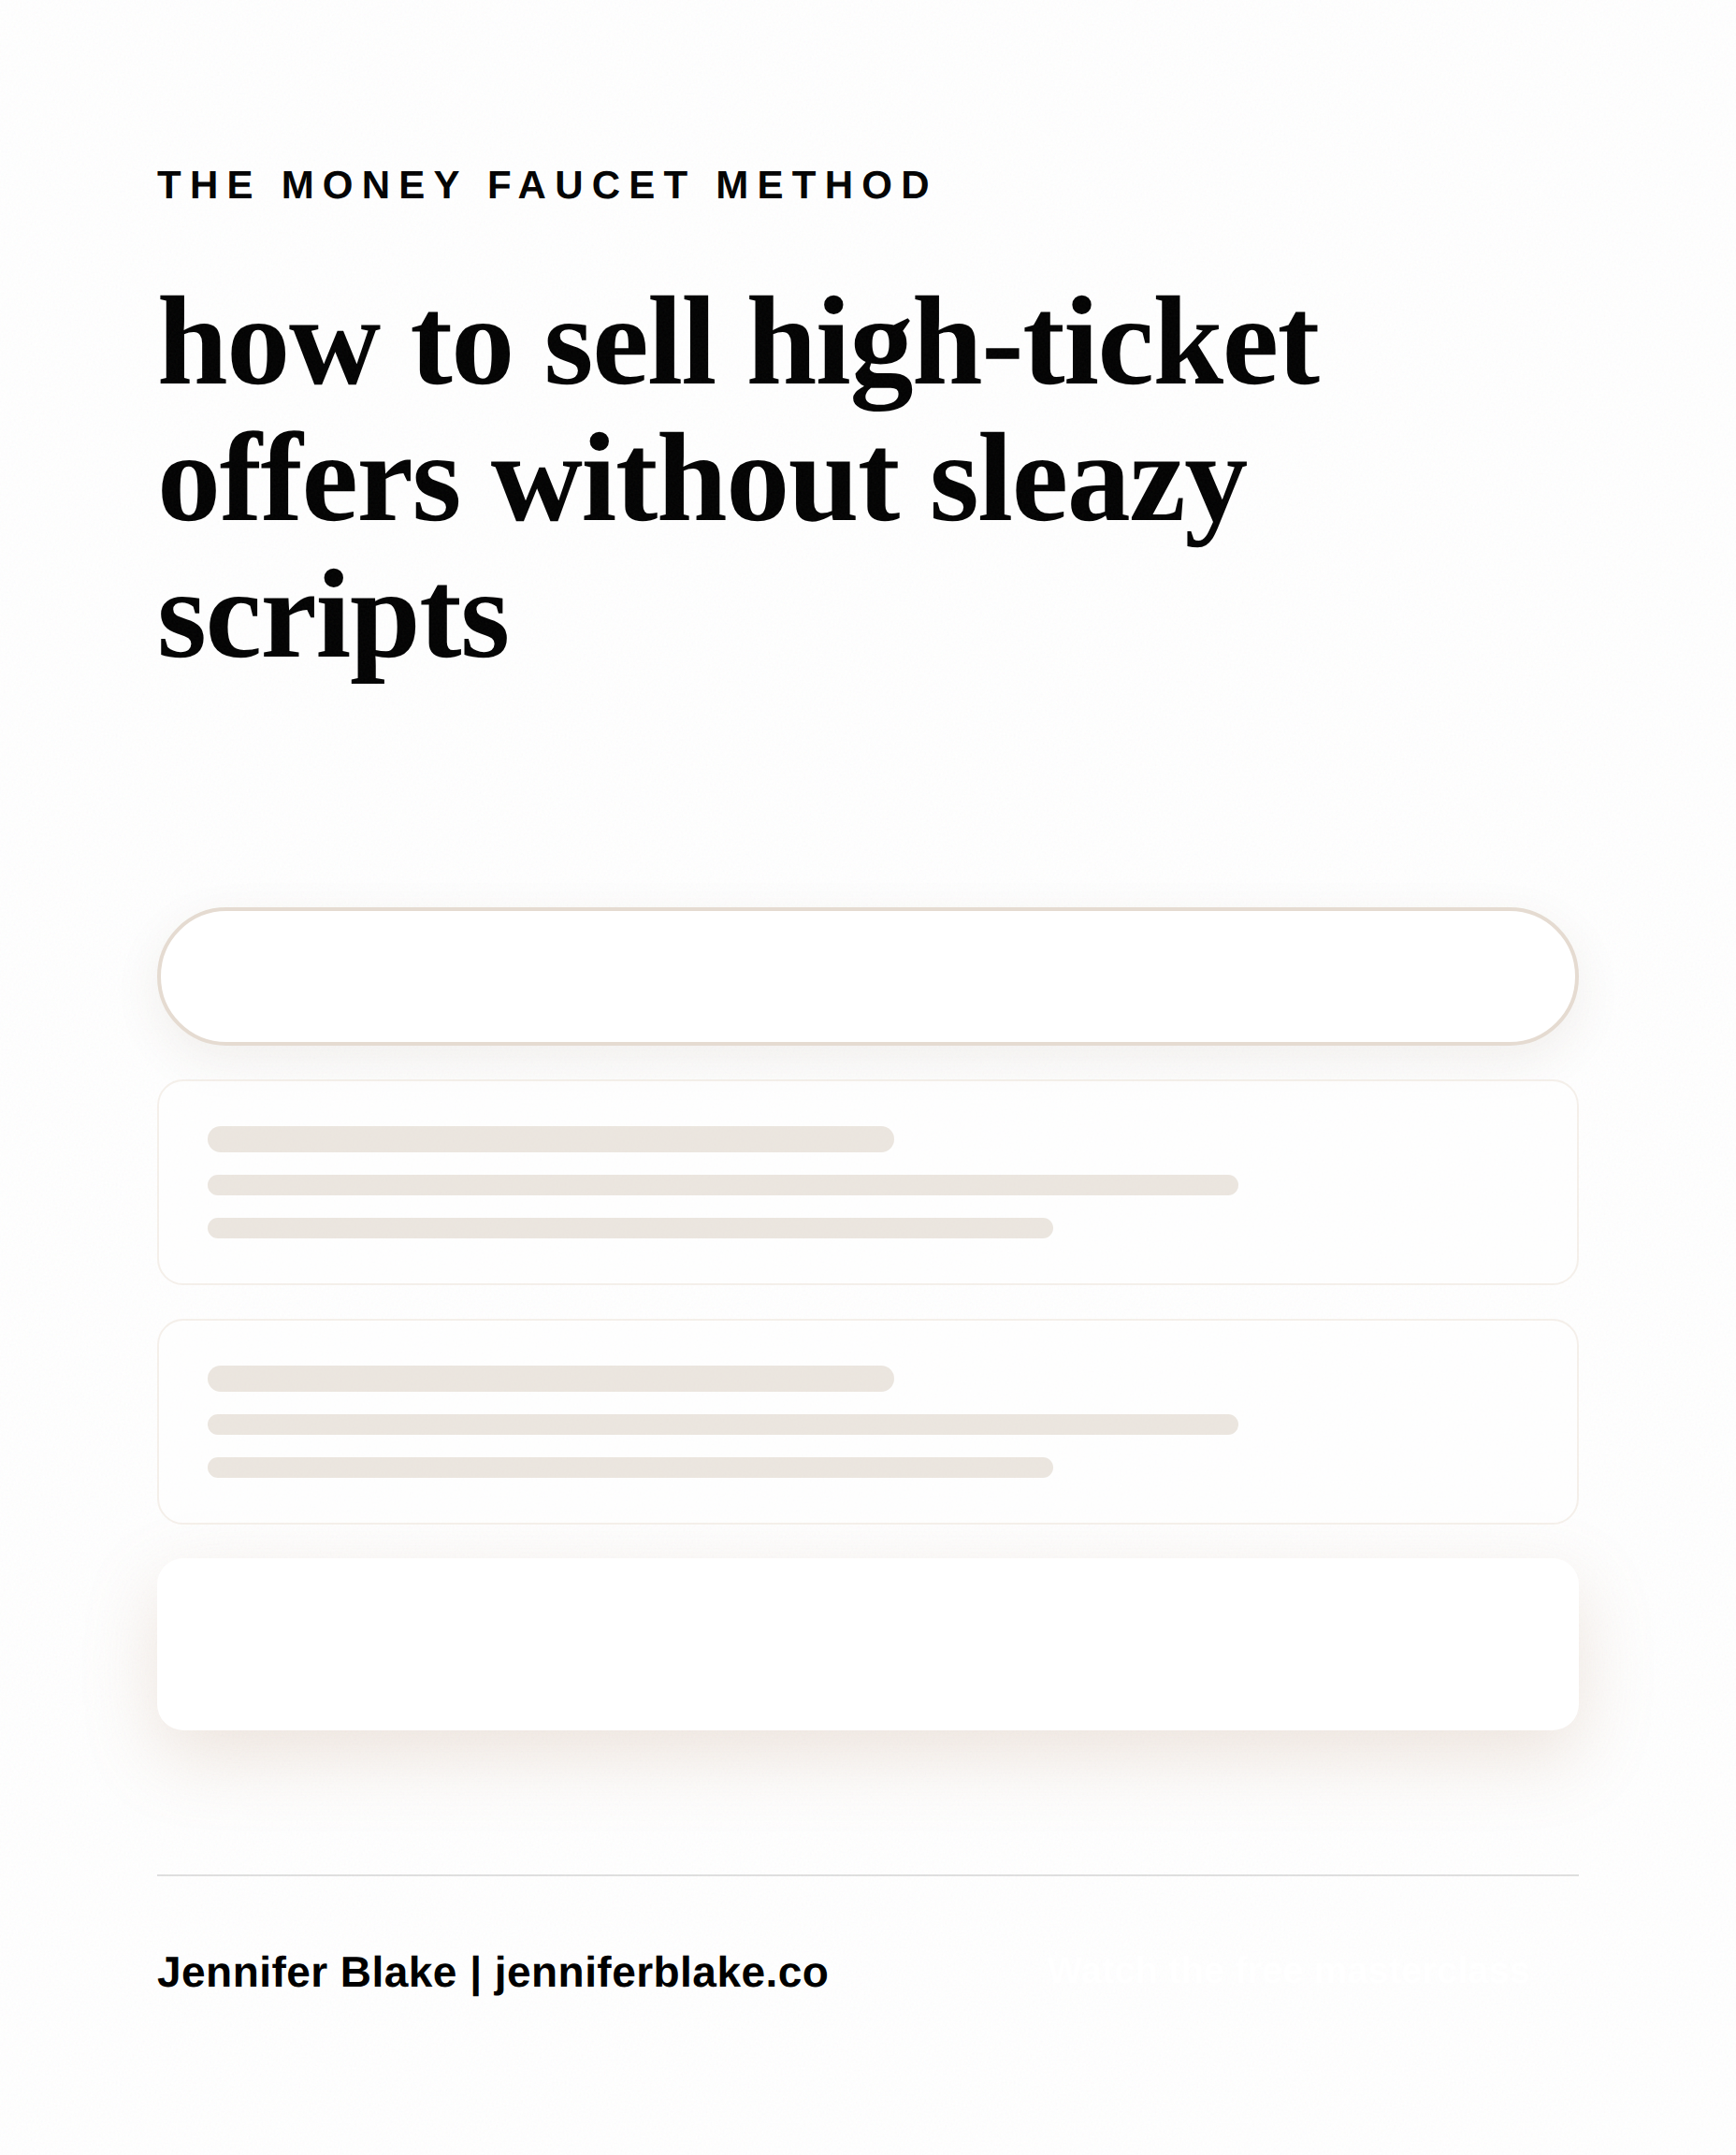 THE MONEY FAUCET METHOD
how to sell high-ticket
offers without sleazy
scripts
Jennifer Blake | jenniferblake.co